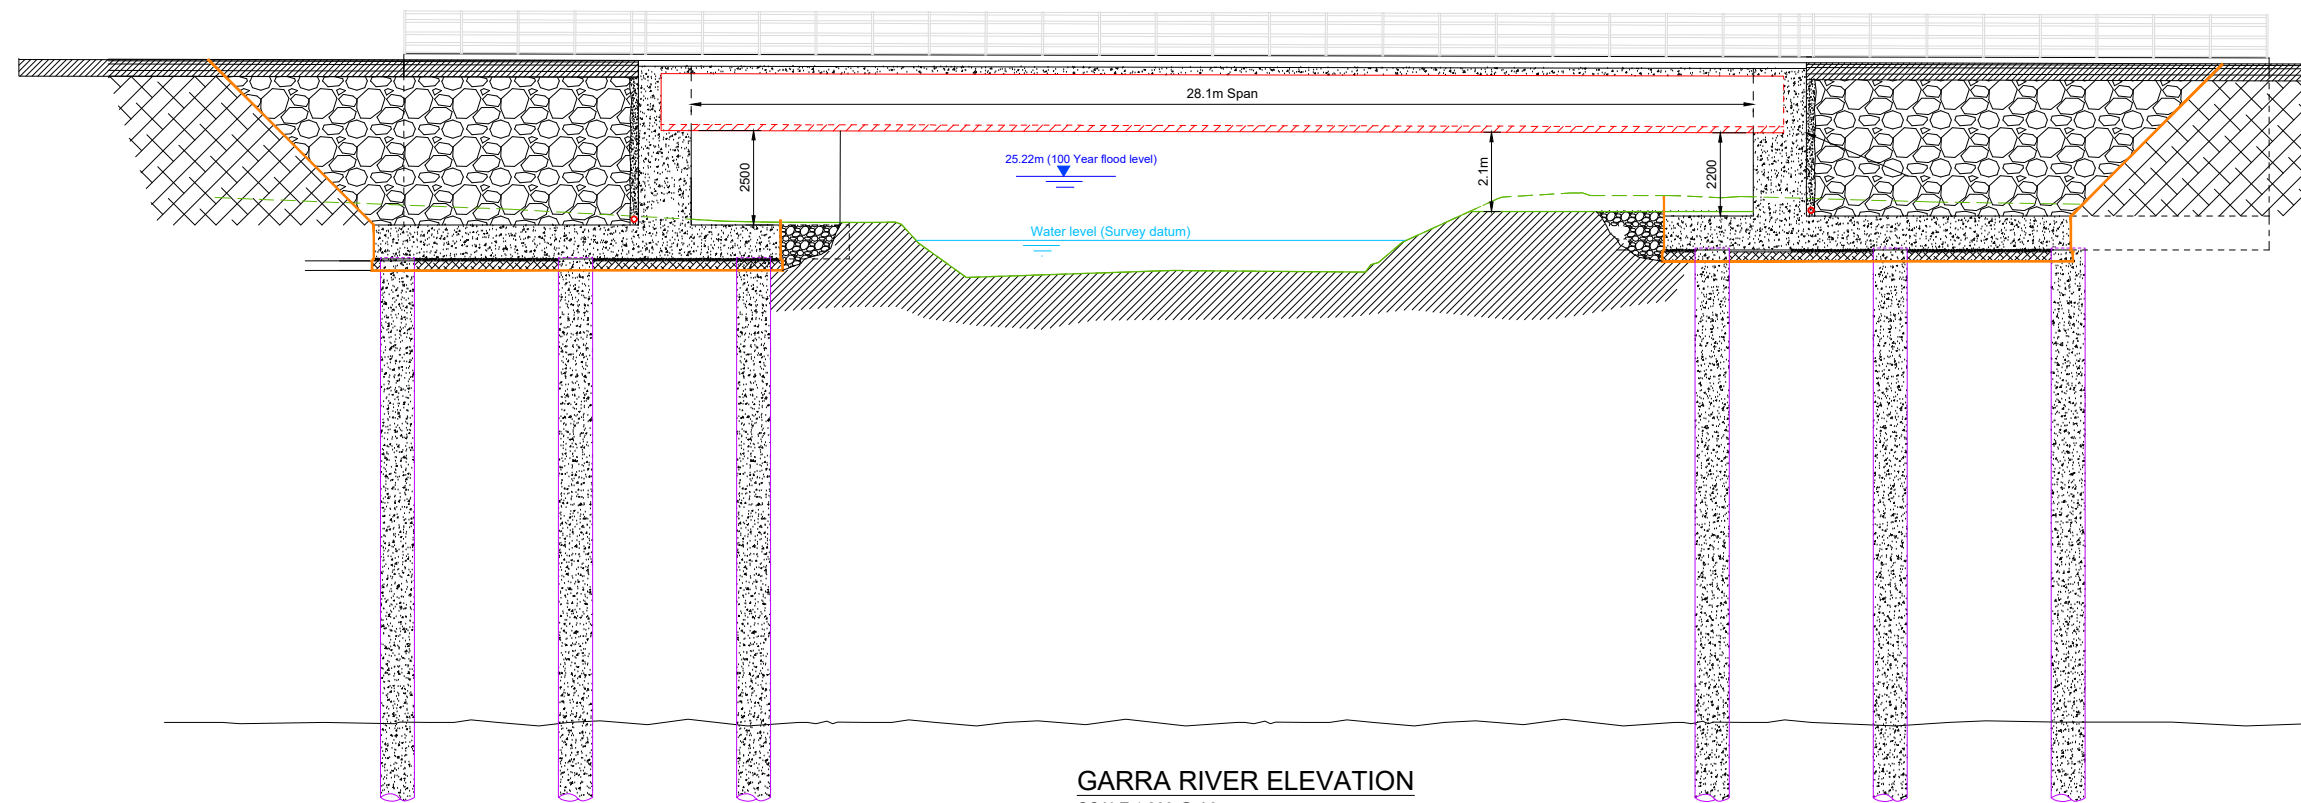 28.1m Span
25.22m (100 Year flood level)
2500
2.1m
2200
Water level (Survey datum)
GARRA RIVER ELEVATION